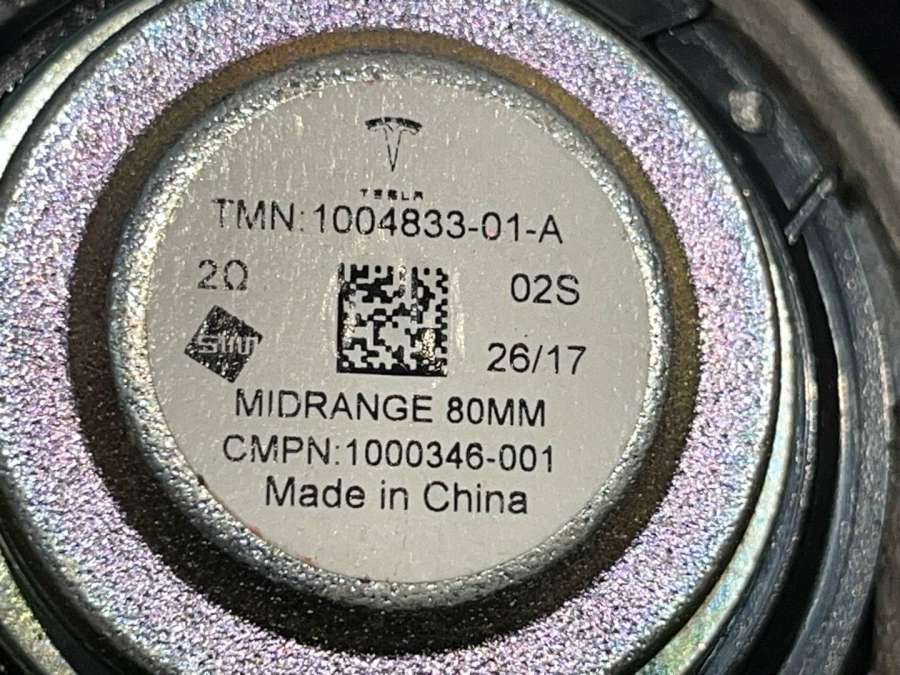 TESLA
TMN:1004833-01-A
2Ω
02S
26/17
MIDRANGE 80MM
CMPN:1000346-001
Made in China